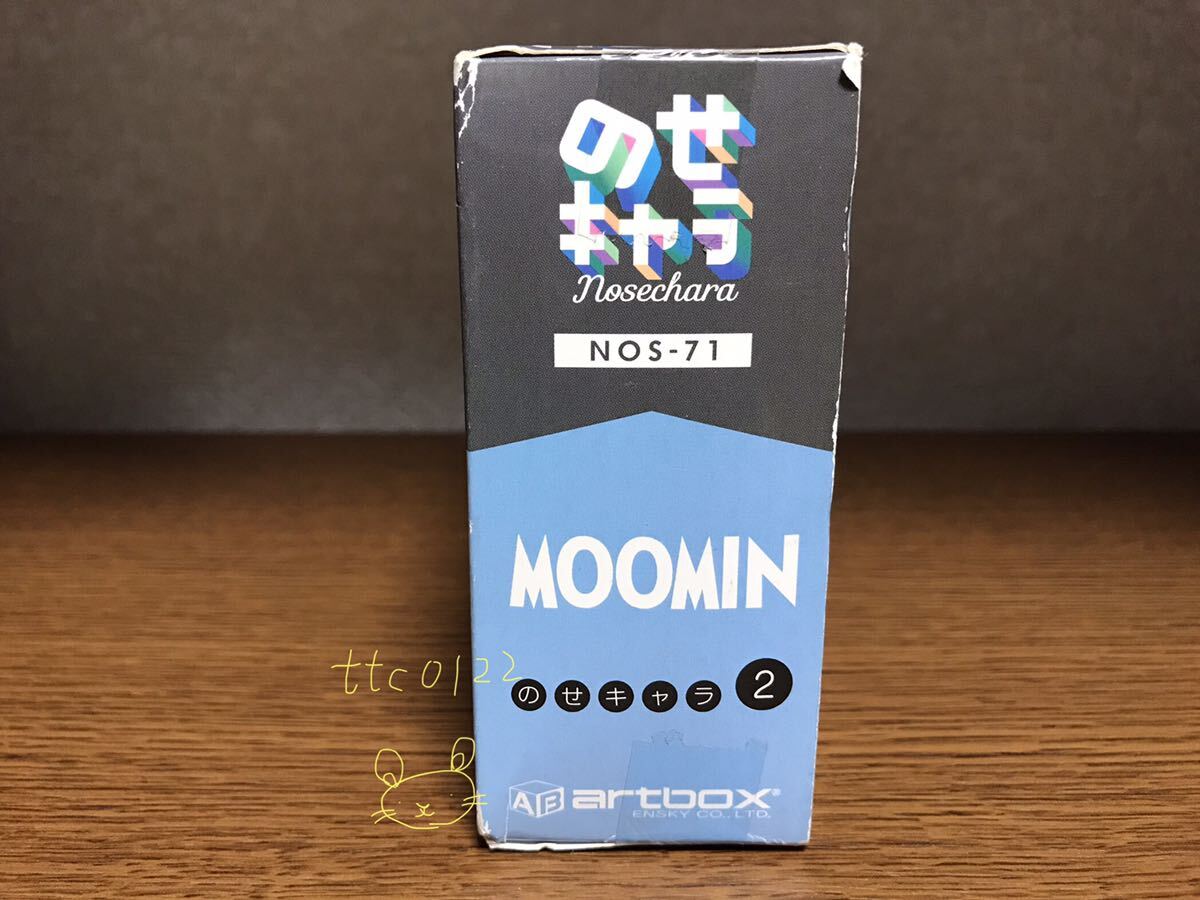 のせ
キャラ
Nosechara
NOS-71
MOOMIN
ttc0122
のせキャラ 2
AB artbox®
ENSKY CO., LTD.